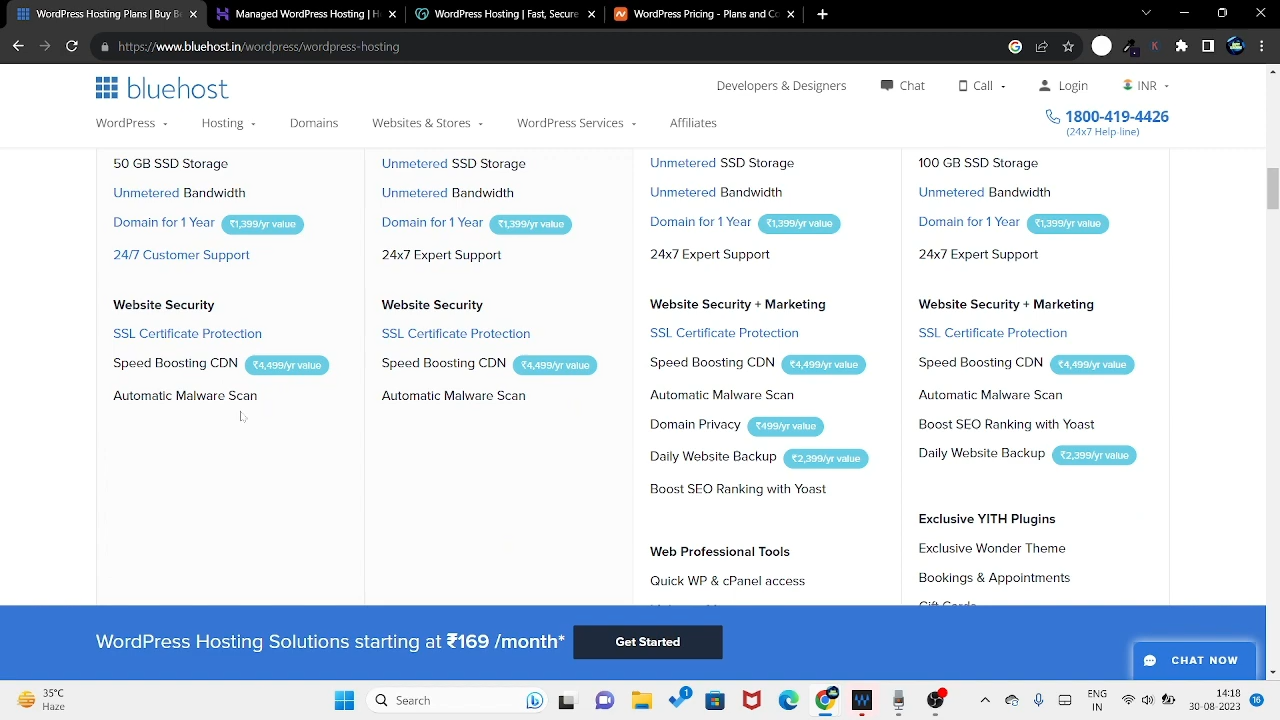 WordPress Hosting Plans | Buy B
Managed WordPress Hosting | H
WordPress Hosting | Fast, Secure
WordPress Pricing - Plans and Co
https://www.bluehost.in/wordpress/wordpress-hosting
bluehost
Developers & Designers
Chat
Call
Login
INR
WordPress
Hosting
Domains
Websites & Stores
WordPress Services
Affiliates
1800-419-4426
(24x7 Help-line)
50 GB SSD Storage
Unmetered Bandwidth
Domain for 1 Year ₹1,399/yr value
24/7 Customer Support
Website Security
SSL Certificate Protection
Speed Boosting CDN ₹4,499/yr value
Automatic Malware Scan
Unmetered SSD Storage
Unmetered Bandwidth
Domain for 1 Year ₹1,399/yr value
24x7 Expert Support
Website Security
SSL Certificate Protection
Speed Boosting CDN ₹4,499/yr value
Automatic Malware Scan
Unmetered SSD Storage
Unmetered Bandwidth
Domain for 1 Year ₹1,399/yr value
24x7 Expert Support
Website Security + Marketing
SSL Certificate Protection
Speed Boosting CDN ₹4,499/yr value
Automatic Malware Scan
Domain Privacy ₹499/yr value
Daily Website Backup ₹2,399/yr value
Boost SEO Ranking with Yoast
Web Professional Tools
Quick WP & cPanel access
100 GB SSD Storage
Unmetered Bandwidth
Domain for 1 Year ₹1,399/yr value
24x7 Expert Support
Website Security + Marketing
SSL Certificate Protection
Speed Boosting CDN ₹4,499/yr value
Automatic Malware Scan
Boost SEO Ranking with Yoast
Daily Website Backup ₹2,399/yr value
Exclusive YITH Plugins
Exclusive Wonder Theme
Bookings & Appointments
Gift Cards
WordPress Hosting Solutions starting at ₹169 /month*
Get Started
CHAT NOW
35°C
Haze
Search
1
ENG
IN
14:18
30-08-2023
16